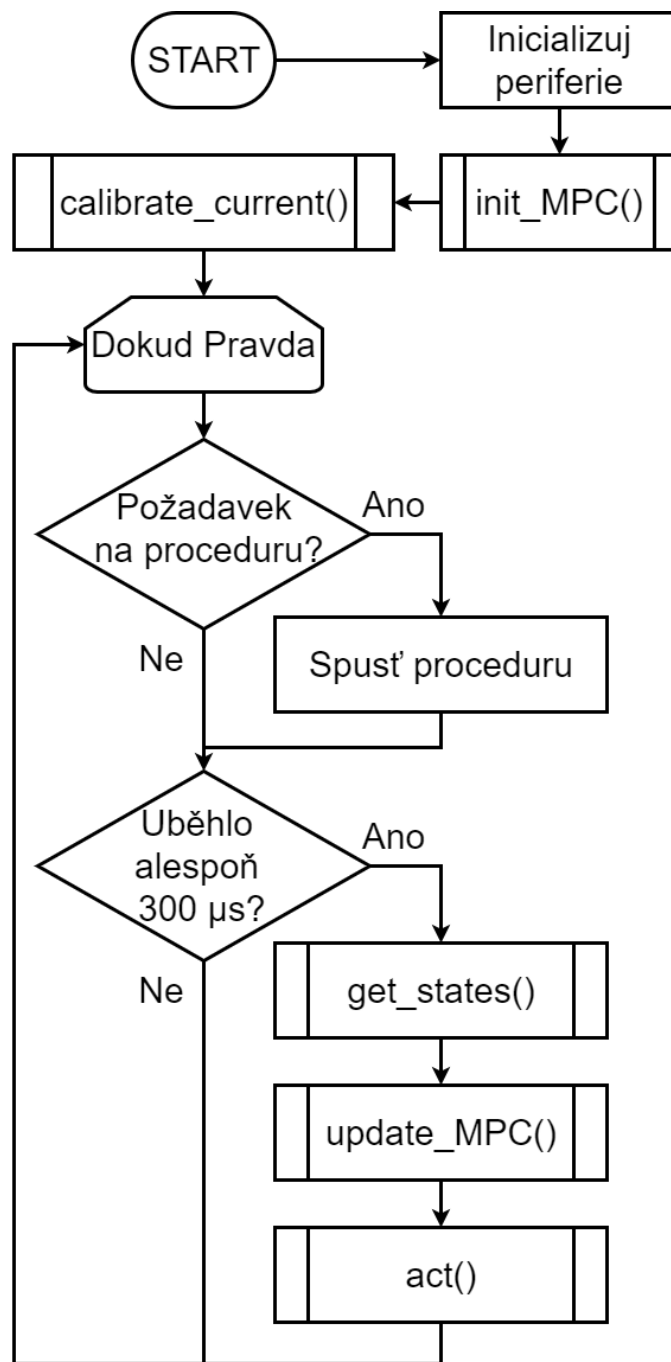 START
Inicializuj
periferie
calibrate_current()
init_MPC()
Dokud Pravda
Požadavek
na proceduru?
Ano
Ne
Spusť proceduru
Uběhlo
alespoň
300 µs?
Ano
Ne
get_states()
update_MPC()
act()